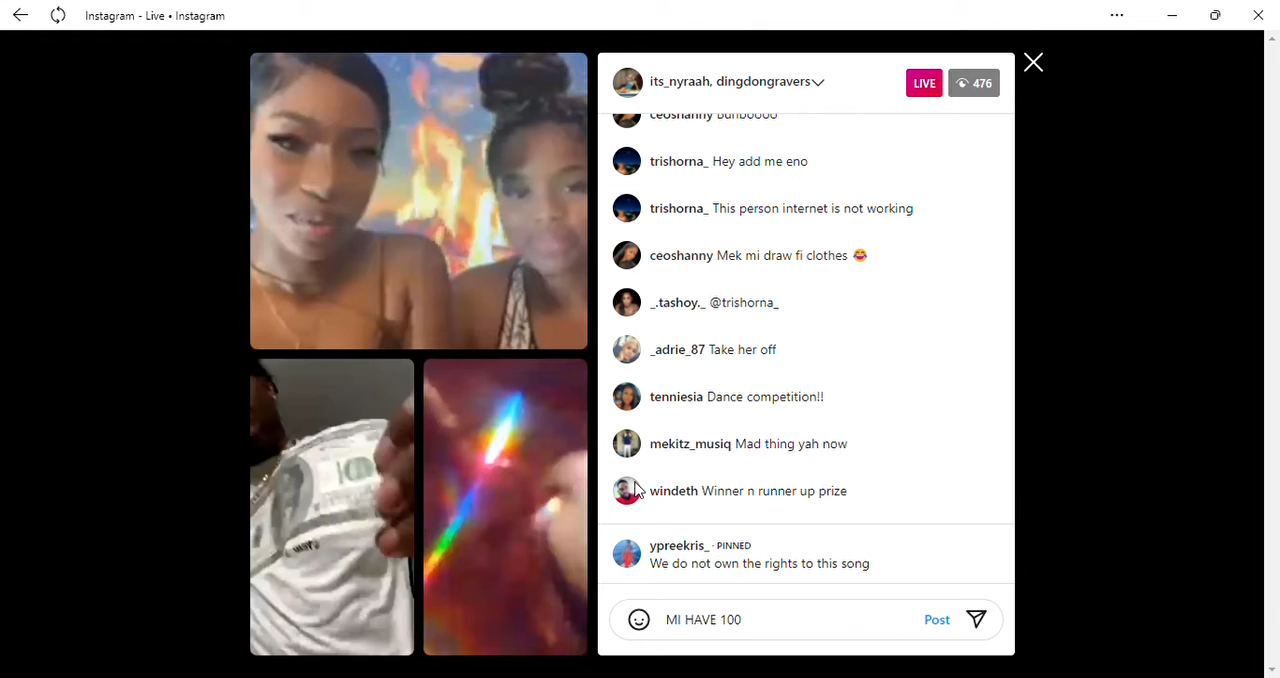 Instagram - Live • Instagram
its_nyraah, dingdongravers
LIVE
476
trishorna_ Hey add me eno
trishorna_ This person internet is not working
ceoshanny Mek mi draw fi clothes 😂
_.tashoy._ @trishorna_
_adrie_87 Take her off
tenniesia Dance competition!!
mekitz_musiq Mad thing yah now
windeth Winner n runner up prize
ypreekris_ · PINNED
We do not own the rights to this song
MI HAVE 100
Post
100